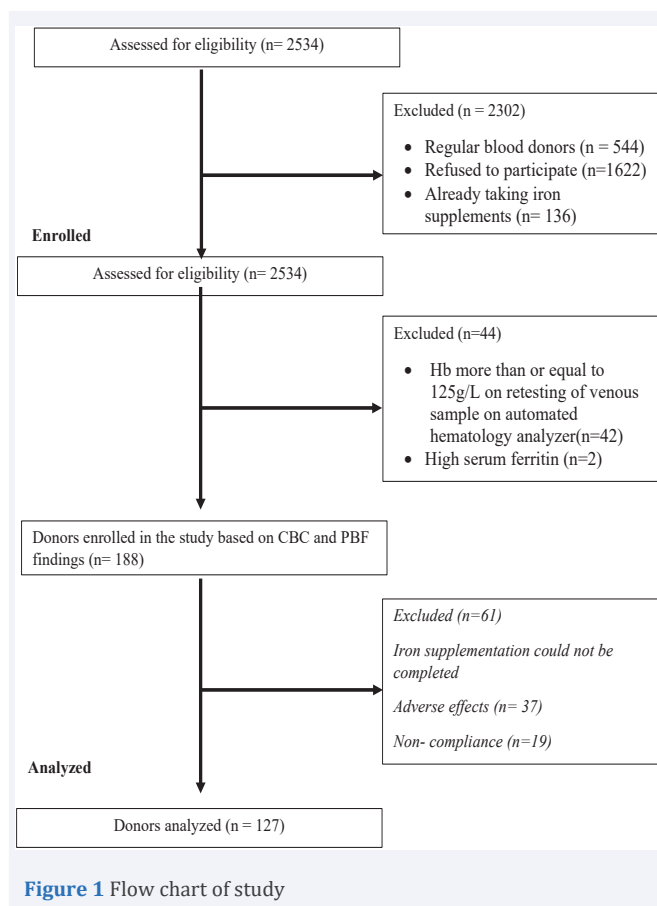 Assessed for eligibility (n= 2534)
Excluded (n = 2302)
• Regular blood donors (n = 544)
• Refused to participate (n=1622)
• Already taking iron
supplements (n= 136)
Enrolled
Assessed for eligibility (n= 2534)
Excluded (n=44)
• Hb more than or equal to
125g/L on retesting of venous
sample on automated
hematology analyzer(n=42)
• High serum ferritin (n=2)
Donors enrolled in the study based on CBC and PBF
findings (n= 188)
Excluded (n=61)
Iron supplementation could not be
completed
Adverse effects (n= 37)
Non- compliance (n=19)
Analyzed
Donors analyzed (n = 127)
Figure 1 Flow chart of study